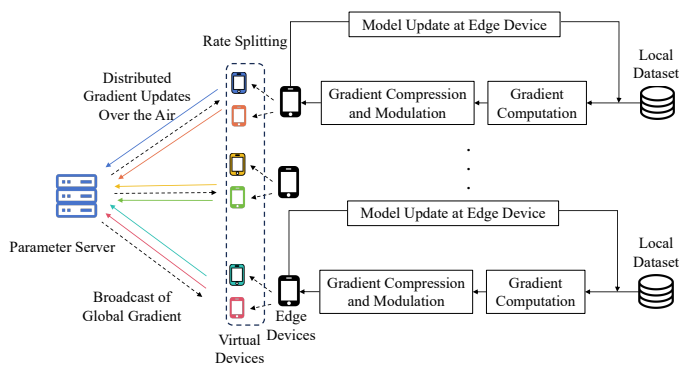 Model Update at Edge Device
Rate Splitting
Local
Dataset
Distributed
Gradient Updates
Over the Air
Gradient Compression
and Modulation
Gradient
Computation
Parameter Server
Model Update at Edge Device
Local
Dataset
Gradient Compression
and Modulation
Gradient
Computation
Broadcast of
Global Gradient
Edge
Devices
Virtual
Devices